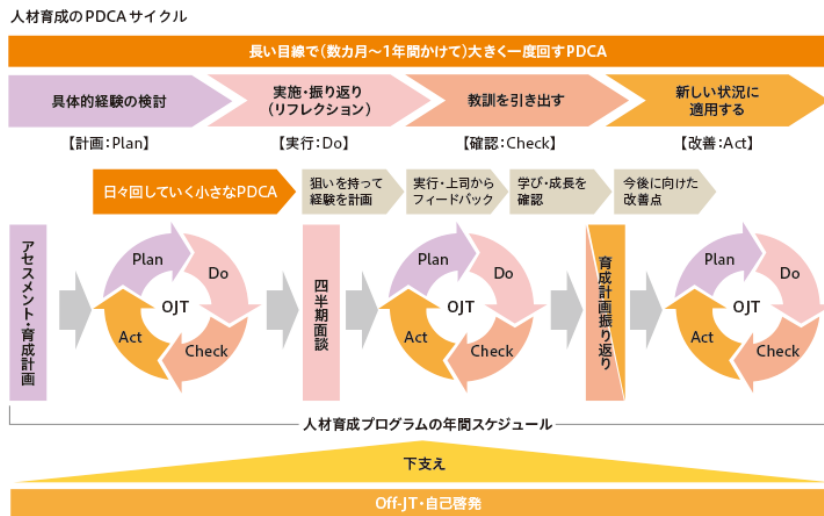 人材育成のPDCAサイクル
長い目線で(数カ月～1年間かけて)大きく一度回すPDCA
具体的経験の検討
実施・振り返り
(リフレクション)
教訓を引き出す
新しい状況に
適用する
【計画:Plan】
【実行:Do】
【確認:Check】
【改善:Act】
日々回していく小さなPDCA
狙いを持って
経験を計画
実行・上司から
フィードバック
学び・成長を
確認
今後に向けた
改善点
アセスメント・育成計画
Plan
Do
OJT
Act
Check
四半期面談
Plan
Do
OJT
Act
Check
育成計画振り返り
Plan
Do
OJT
Act
Check
人材育成プログラムの年間スケジュール
下支え
Off-JT・自己啓発